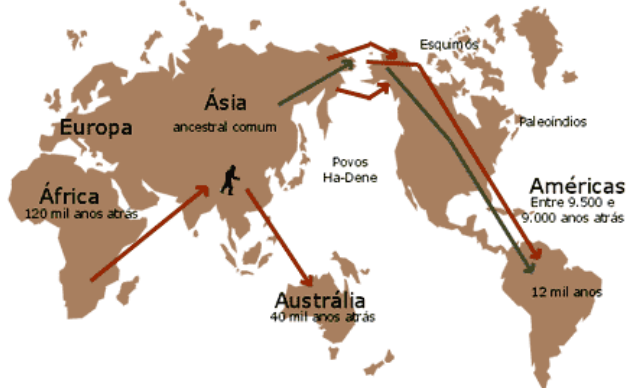 Esquimós
Ásia
ancestral comum
Europa
Paleoíndios
Povos
Ha-Dene
África
120 mil anos atrás
Américas
Entre 9.500 e
9.000 anos atrás
Austrália
40 mil anos atrás
12 mil anos